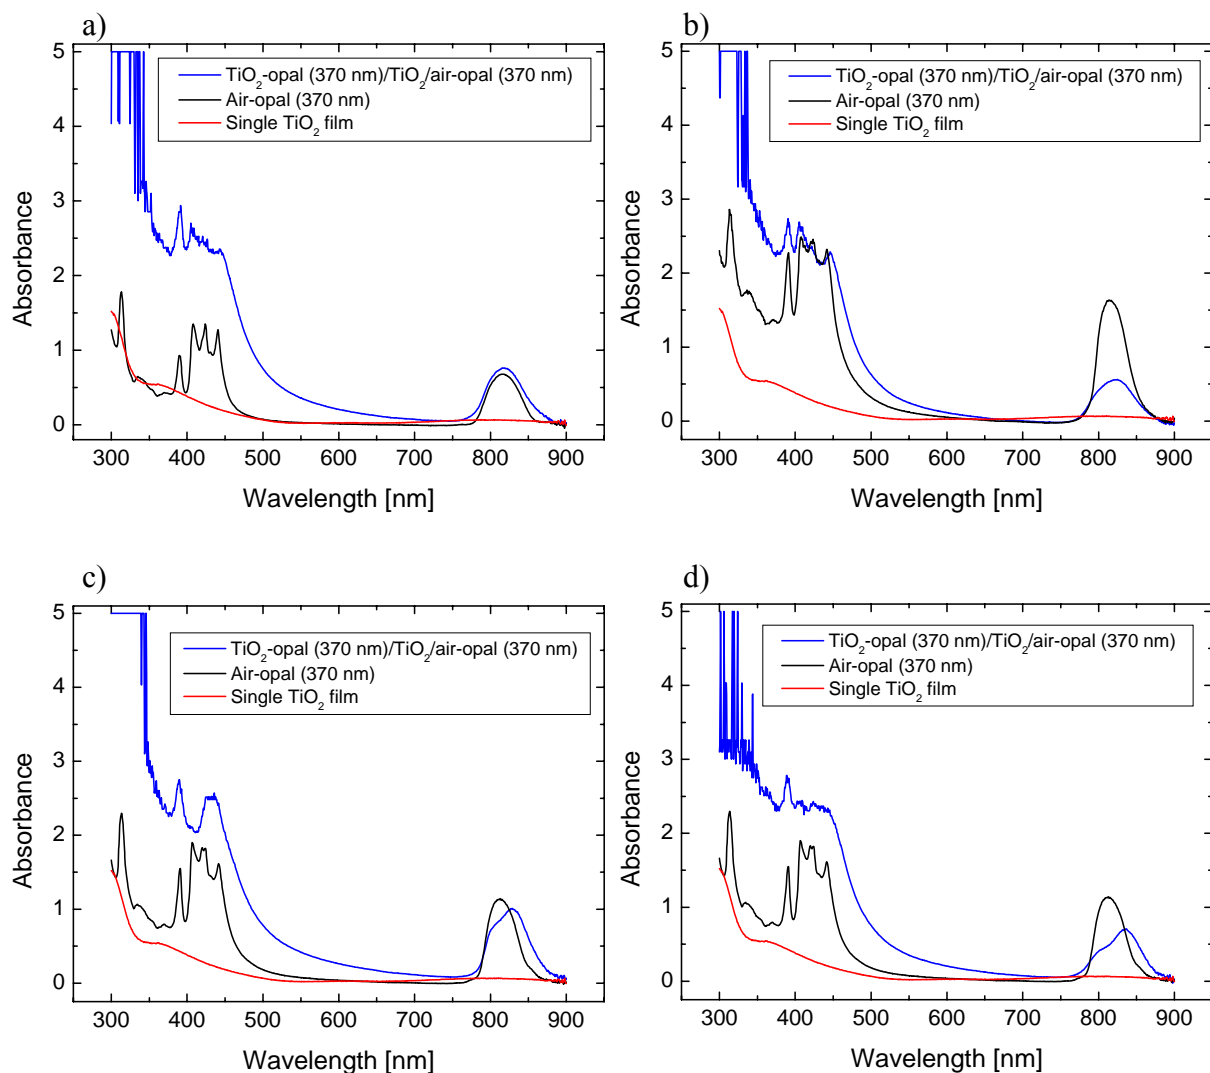 a)
TiO2-opal (370 nm)/TiO2/air-opal (370 nm)
Air-opal (370 nm)
Single TiO2 film
5
4
3
2
1
0
Absorbance
300 400 500 600 700 800 900
Wavelength [nm]
b)
TiO2-opal (370 nm)/TiO2/air-opal (370 nm)
Air-opal (370 nm)
Single TiO2 film
5
4
3
2
1
0
Absorbance
300 400 500 600 700 800 900
Wavelength [nm]
c)
TiO2-opal (370 nm)/TiO2/air-opal (370 nm)
Air-opal (370 nm)
Single TiO2 film
5
4
3
2
1
0
Absorbance
300 400 500 600 700 800 900
Wavelength [nm]
d)
TiO2-opal (370 nm)/TiO2/air-opal (370 nm)
Air-opal (370 nm)
Single TiO2 film
5
4
3
2
1
0
Absorbance
300 400 500 600 700 800 900
Wavelength [nm]